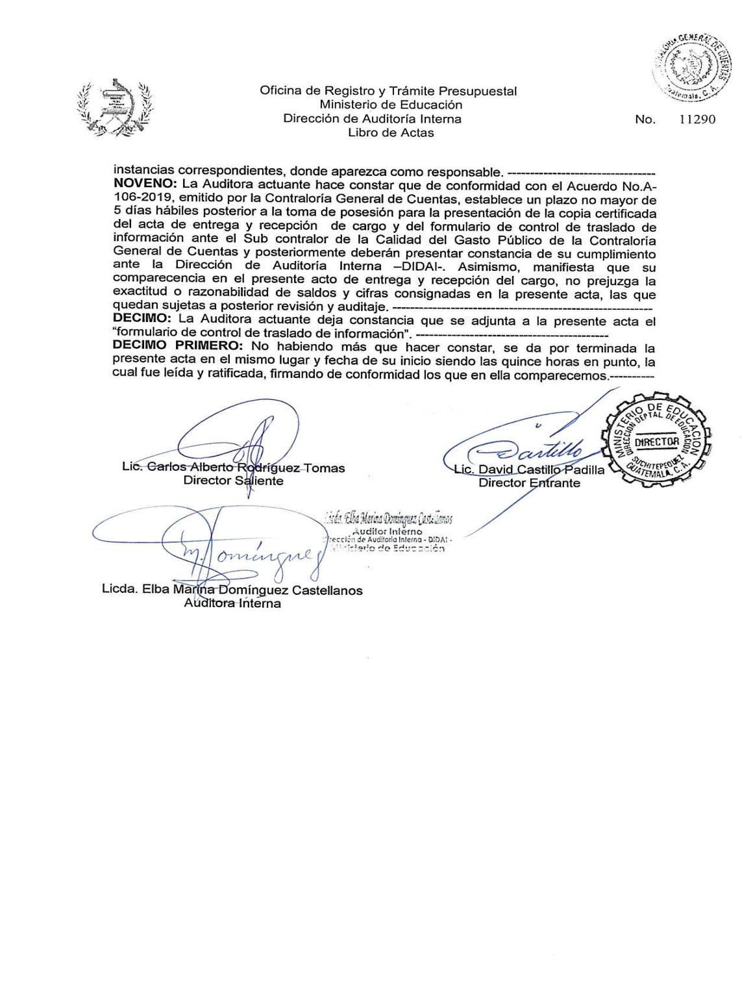 CONTRALORIA GENERAL DE CUENTAS
Guatemala, C. A.
Oficina de Registro y Trámite Presupuestal
Ministerio de Educación
Dirección de Auditoría Interna
Libro de Actas
No. 11290
instancias correspondientes, donde aparezca como responsable. ---------------------------------
NOVENO: La Auditora actuante hace constar que de conformidad con el Acuerdo No.A-
106-2019, emitido por la Contraloría General de Cuentas, establece un plazo no mayor de
5 días hábiles posterior a la toma de posesión para la presentación de la copia certificada
del acta de entrega y recepción de cargo y del formulario de control de traslado de
información ante el Sub contralor de la Calidad del Gasto Público de la Contraloría
General de Cuentas y posteriormente deberán presentar constancia de su cumplimiento
ante la Dirección de Auditoría Interna –DIDAI-. Asimismo, manifiesta que su
comparecencia en el presente acto de entrega y recepción del cargo, no prejuzga la
exactitud o razonabilidad de saldos y cifras consignadas en la presente acta, las que
quedan sujetas a posterior revisión y auditaje. ----------------------------------------------------------
DECIMO: La Auditora actuante deja constancia que se adjunta a la presente acta el
“formulario de control de traslado de información”. -------------------------------------------
DECIMO PRIMERO: No habiendo más que hacer constar, se da por terminada la
presente acta en el mismo lugar y fecha de su inicio siendo las quince horas en punto, la
cual fue leída y ratificada, firmando de conformidad los que en ella comparecemos.----------
Lic. Carlos Alberto Rodríguez Tomas
Director Saliente
Castillo
Lic. David Castillo Padilla
Director Entrante
MINISTERIO DE EDUCACION
DIRECCION DEPTAL DE EDUCACION
DIRECTOR
SUCHITEPEQUEZ
GUATEMALA, C. A.
Licda. Elba Marina Domínguez Castellanos
Auditor Interno
Dirección de Auditoria Interna - DIDAI -
Ministerio de Educación
M. Domínguez
Licda. Elba Marina Domínguez Castellanos
Auditora Interna